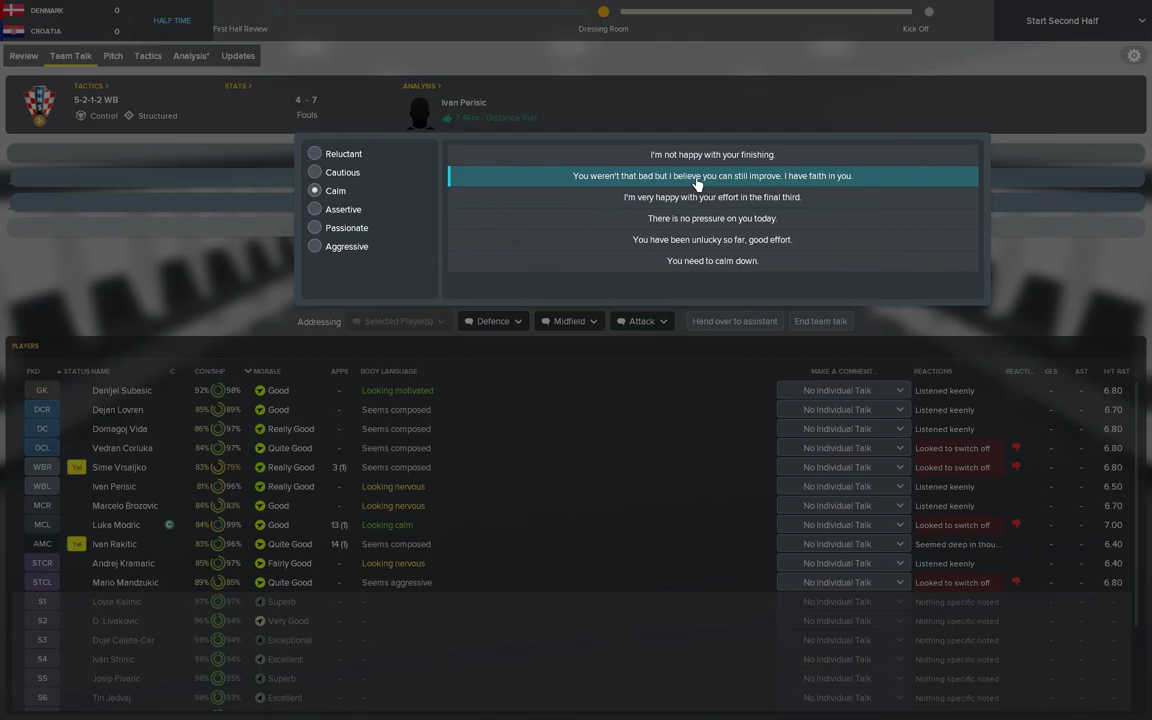 DENMARK 0
CROATIA 0
HALF TIME
First Half Review
Dressing Room
Kick Off
Start Second Half
Review Team Talk Pitch Tactics Analysis* Updates
TACTICS >
5-2-1-2 WB
Control Structured
STATS >
4 - 7
Fouls
ANALYSIS >
Ivan Perisic
7.4km - Distance Run
Reluctant
Cautious
Calm
Assertive
Passionate
Aggressive
I'm not happy with your finishing.
You weren't that bad but I believe you can still improve. I have faith in you.
I'm very happy with your effort in the final third.
There is no pressure on you today.
You have been unlucky so far, good effort.
You need to calm down.
Addressing Selected Player(s) Defence Midfield Attack Hand over to assistant End team talk
PLAYERS
PKD STATUS NAME C CON/SHP MORALE APPS BODY LANGUAGE MAKE A COMMENT... REACTIONS REACTI... GLS AST H/T RAT
GK Danijel Subasic 92% 98% Good - Looking motivated No Individual Talk Listened keenly - - 6.80
DCR Dejan Lovren 85% 89% Good - Seems composed No Individual Talk Listened keenly - - 6.70
DC Domagoj Vida 86% 97% Really Good - Seems composed No Individual Talk Listened keenly - - 6.80
DCL Vedran Corluka 84% 97% Quite Good - Seems composed No Individual Talk Looked to switch off - - 6.80
WBR Yel Sime Vrsaljko 83% 79% Really Good 3 (1) Seems composed No Individual Talk Looked to switch off - - 6.80
WBL Ivan Perisic 81% 96% Really Good - Looking nervous No Individual Talk Listened keenly - - 6.50
MCR Marcelo Brozovic 84% 83% Good - Looking nervous No Individual Talk Listened keenly - - 6.70
MCL Luka Modric C 84% 99% Good 13 (1) Looking calm No Individual Talk Looked to switch off - - 7.00
AMC Yel Ivan Rakitic 83% 96% Quite Good 14 (1) Seems composed No Individual Talk Seemed deep in thou... - - 6.40
STCR Andrej Kramaric 85% 97% Fairly Good - Looking nervous No Individual Talk Listened keenly - - 6.40
STCL Mario Mandzukic 89% 85% Quite Good - Seems aggressive No Individual Talk Looked to switch off - - 6.80
S1 Lovre Kalinic 97% 97% Superb - - No Individual Talk Nothing specific noted - - -
S2 D. Livakovic 96% 94% Very Good - - No Individual Talk Nothing specific noted - - -
S3 Duje Caleta-Car 98% 94% Exceptional - - No Individual Talk Nothing specific noted - - -
S4 Ivan Strinic 98% 94% Excellent - - No Individual Talk Nothing specific noted - - -
S5 Josip Pivaric 98% 95% Superb - - No Individual Talk Nothing specific noted - - -
S6 Tin Jedvaj 98% 93% Excellent - - No Individual Talk Nothing specific noted - - -